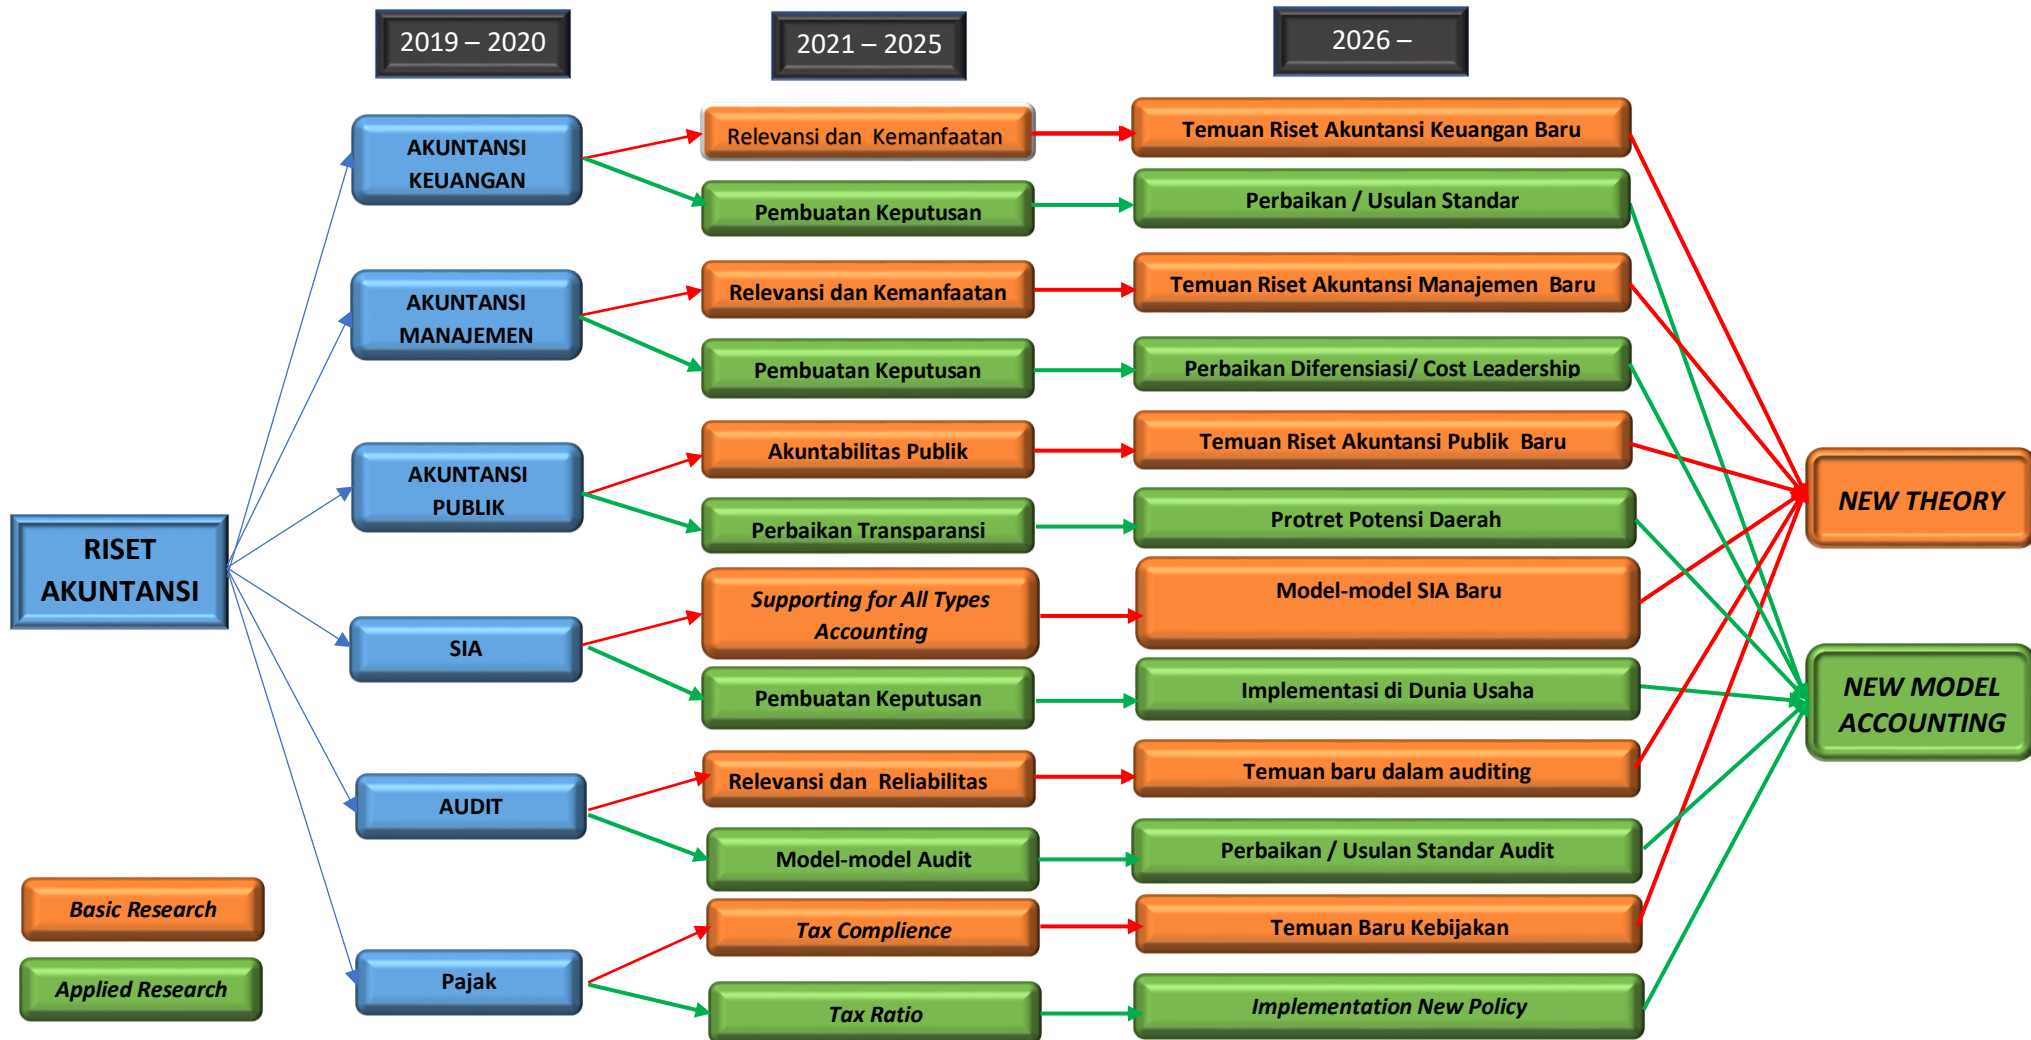 2019 – 2020
2021 – 2025
2026 –
RISET
AKUNTANSI
AKUNTANSI
KEUANGAN
Relevansi dan Kemanfaatan
Temuan Riset Akuntansi Keuangan Baru
Pembuatan Keputusan
Perbaikan / Usulan Standar
AKUNTANSI
MANAJEMEN
Relevansi dan Kemanfaatan
Temuan Riset Akuntansi Manajemen Baru
Pembuatan Keputusan
Perbaikan Diferensiasi/ Cost Leadership
AKUNTANSI
PUBLIK
Akuntabilitas Publik
Temuan Riset Akuntansi Publik Baru
Perbaikan Transparansi
Protret Potensi Daerah
SIA
Supporting for All Types
Accounting
Model-model SIA Baru
Pembuatan Keputusan
Implementasi di Dunia Usaha
AUDIT
Relevansi dan Reliabilitas
Temuan baru dalam auditing
Model-model Audit
Perbaikan / Usulan Standar Audit
Pajak
Tax Complience
Temuan Baru Kebijakan
Tax Ratio
Implementation New Policy
NEW THEORY
NEW MODEL
ACCOUNTING
Basic Research
Applied Research